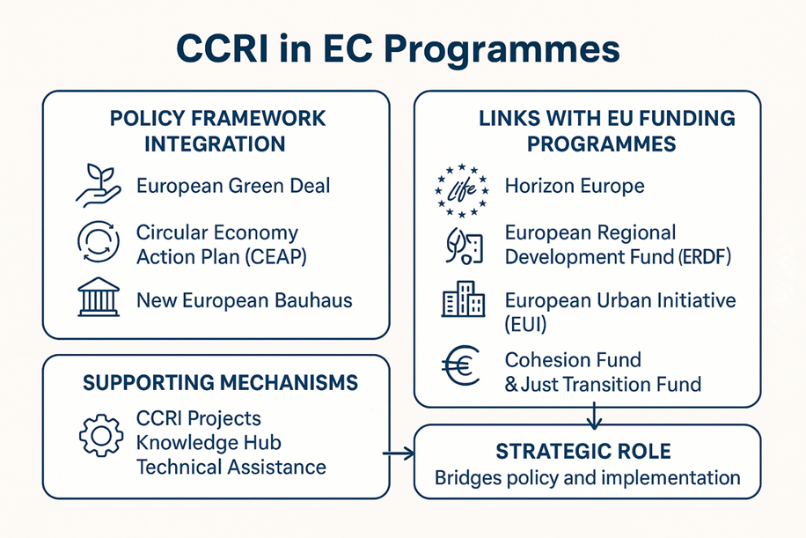 CCRI in EC Programmes
POLICY FRAMEWORK
INTEGRATION
European Green Deal
Circular Economy
Action Plan (CEAP)
New European Bauhaus
LINKS WITH EU FUNDING
PROGRAMMES
life
Horizon Europe
European Regional
Development Fund (ERDF)
European Urban Initiative
(EUI)
Cohesion Fund
& Just Transition Fund
SUPPORTING MECHANISMS
CCRI Projects
Knowledge Hub
Technical Assistance
STRATEGIC ROLE
Bridges policy and implementation